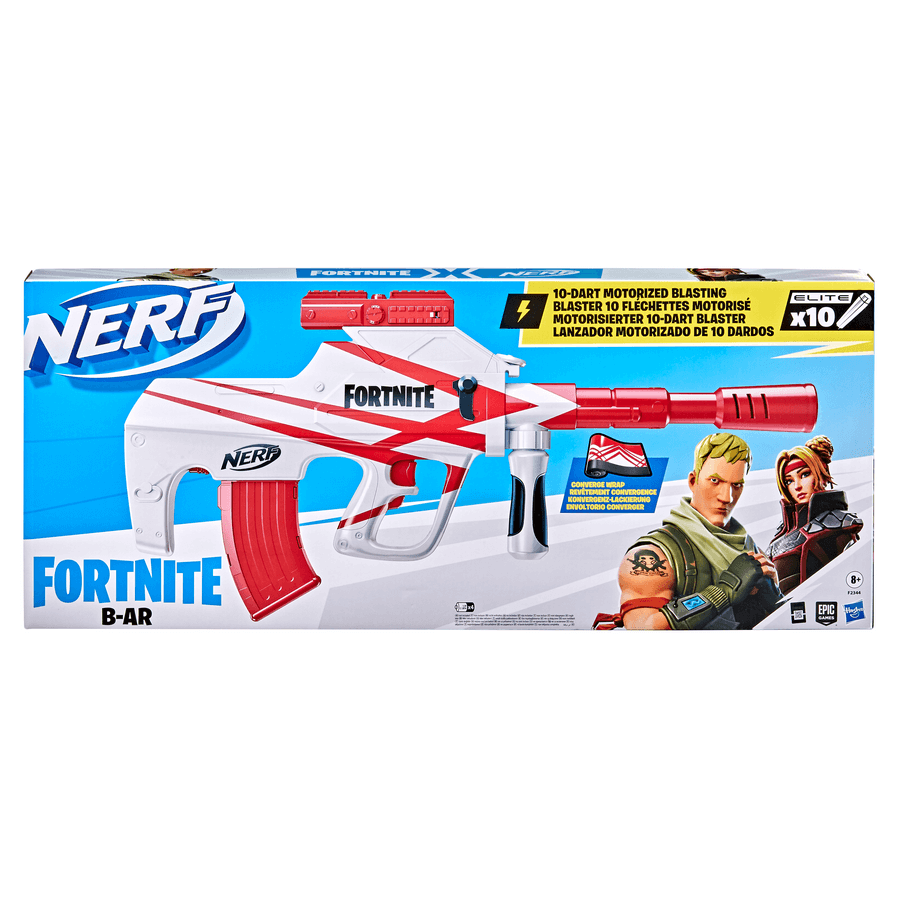 FORTNITE X NERF
NERF
10-DART MOTORIZED BLASTING
BLASTER 10 FLÉCHETTES MOTORISÉ
MOTORISIERTER 10-DART BLASTER
LANZADOR MOTORIZADO DE 10 DARDOS
ELITE
x10
FORTNITE
NERF
CONVERGE WRAP
REVÊTEMENT CONVERGENCE
KONVERGENZ-LACKIERUNG
ENVOLTORIO CONVERGER
FORTNITE
B-AR
x4
8+
F2344
EPIC
GAMES
Hasbro